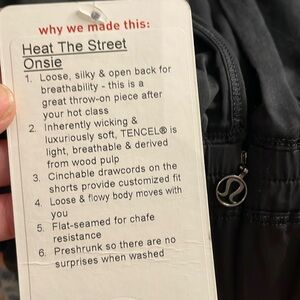 why we made this:
Heat The Street
Onsie
1. Loose, silky & open back for
breathability - this is a
great throw-on piece after
your hot class
2. Inherently wicking &
luxuriously soft, TENCEL® is
light, breathable & derived
from wood pulp
3. Cinchable drawcords on the
shorts provide customized fit
4. Loose & flowy body moves with
you
5. Flat-seamed for chafe
resistance
6. Preshrunk so there are no
surprises when washed